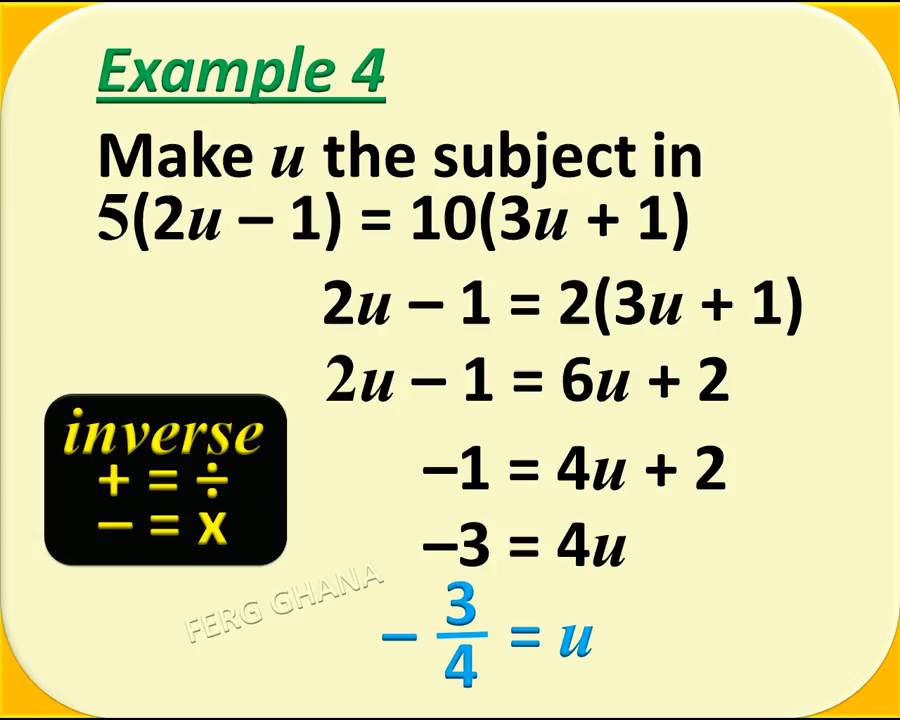 Example 4
Make u the subject in
5(2u – 1) = 10(3u + 1)
2u – 1 = 2(3u + 1)
2u – 1 = 6u + 2
inverse
+ = ÷
– = x
–1 = 4u + 2
–3 = 4u
FERG GHANA
– 3/4 = u